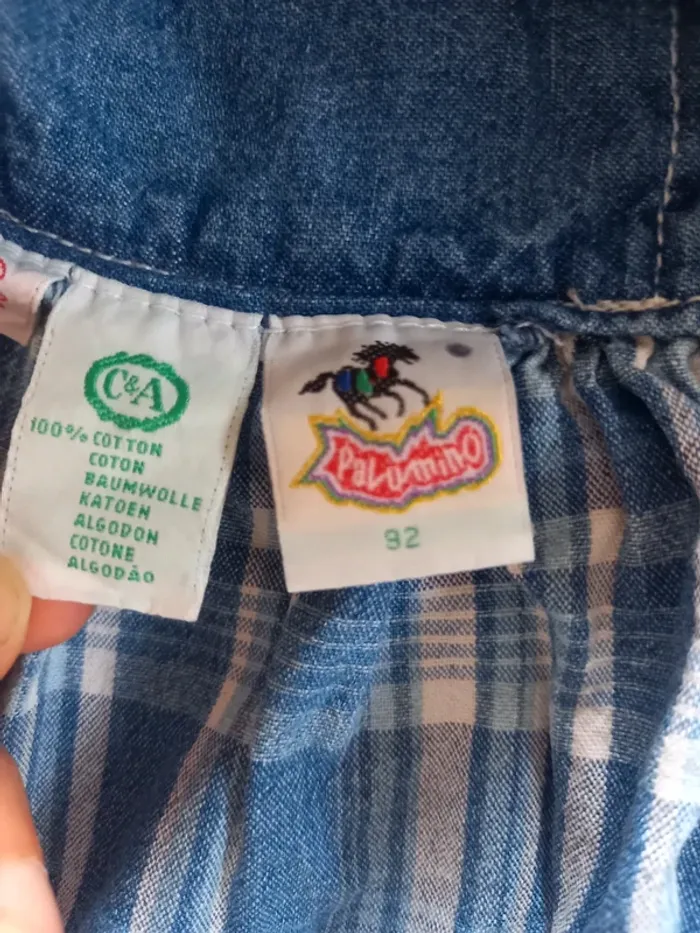 C&A
100% COTTON
COTON
BAUMWOLLE
KATOEN
ALGODON
COTONE
ALGODÃO
Palomino
92